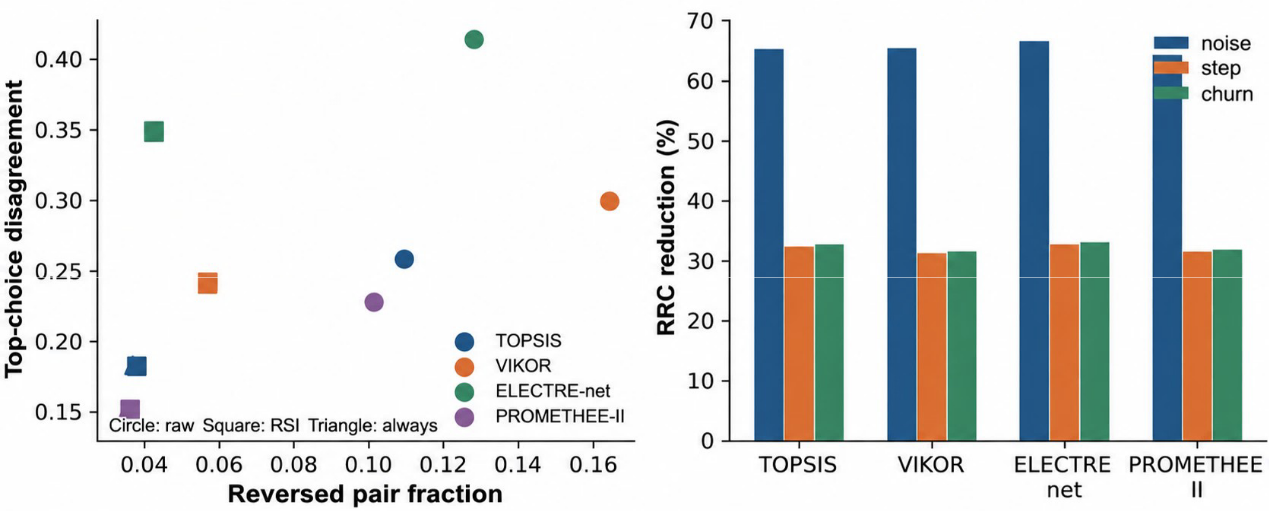 Top-choice disagreement
0.40
0.35
0.30
0.25
0.20
0.15
TOPSIS
VIKOR
ELECTRE-net
PROMETHEE-II
Circle: raw Square: RSI Triangle: always
0.04 0.06 0.08 0.10 0.12 0.14 0.16
Reversed pair fraction
RRC reduction (%)
70
60
50
40
30
20
10
0
noise
step
churn
TOPSIS VIKOR ELECTRE net PROMETHEE II